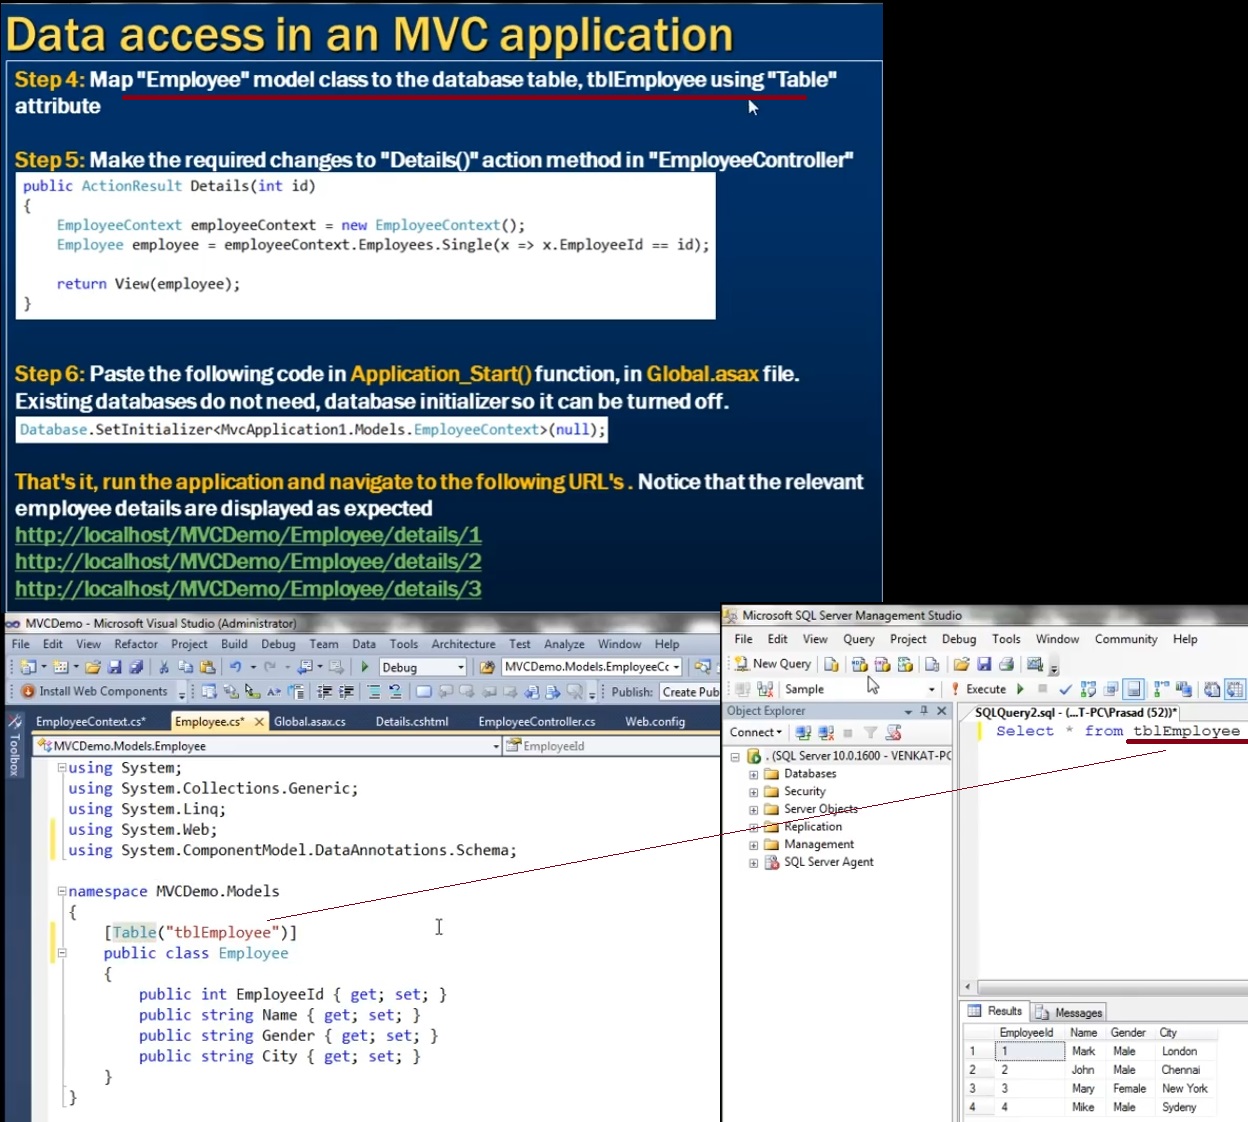 Data access in an MVC application
Step 4: Map "Employee" model class to the database table, tblEmployee using "Table"
attribute
Step 5: Make the required changes to "Details()" action method in "EmployeeController"
public ActionResult Details(int id)
{
EmployeeContext employeeContext = new EmployeeContext();
Employee employee = employeeContext.Employees.Single(x => x.EmployeeId == id);
return View(employee);
}
Step 6: Paste the following code in Application_Start() function, in Global.asax file.
Existing databases do not need, database initializer so it can be turned off.
Database.SetInitializer<MvcApplication1.Models.EmployeeContext>(null);
That's it, run the application and navigate to the following URL's . Notice that the relevant
employee details are displayed as expected
http://localhost/MVCDemo/Employee/details/1
http://localhost/MVCDemo/Employee/details/2
http://localhost/MVCDemo/Employee/details/3
MVCDemo - Microsoft Visual Studio (Administrator)
File Edit View Refactor Project Build Debug Team Data Tools Architecture Test Analyze Window Help
Debug MVCDemo.Models.EmployeeCc
Install Web Components Publish: Create Pub
EmployeeContext.cs* Employee.cs* Global.asax.cs Details.cshtml EmployeeController.cs Web.config
Toolbox
MVCDemo.Models.Employee EmployeeId
using System;
using System.Collections.Generic;
using System.Linq;
using System.Web;
using System.ComponentModel.DataAnnotations.Schema;
namespace MVCDemo.Models
{
[Table("tblEmployee")]
public class Employee
{
public int EmployeeId { get; set; }
public string Name { get; set; }
public string Gender { get; set; }
public string City { get; set; }
}
}
Microsoft SQL Server Management Studio
File Edit View Query Project Debug Tools Window Community Help
New Query
Sample Execute
Object Explorer
Connect
. (SQL Server 10.0.1600 - VENKAT-PC
Databases
Security
Server Objects
Replication
Management
SQL Server Agent
SQLQuery2.sql - (...T-PC\Prasad (52))*
Select * from tblEmployee
Results Messages
EmployeeId Name Gender City
1 1 Mark Male London
2 2 John Male Chennai
3 3 Mary Female New York
4 4 Mike Male Sydeny